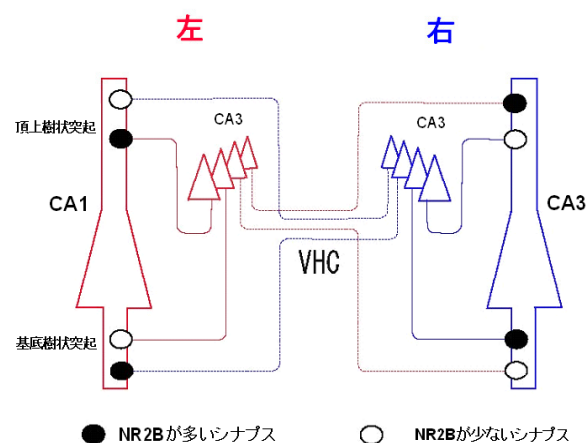 左 右
CA3 CA3
頂上樹状突起
CA1 CA3
VHC
基底樹状突起
NR2Bが多いシナプス NR2Bが少ないシナプス